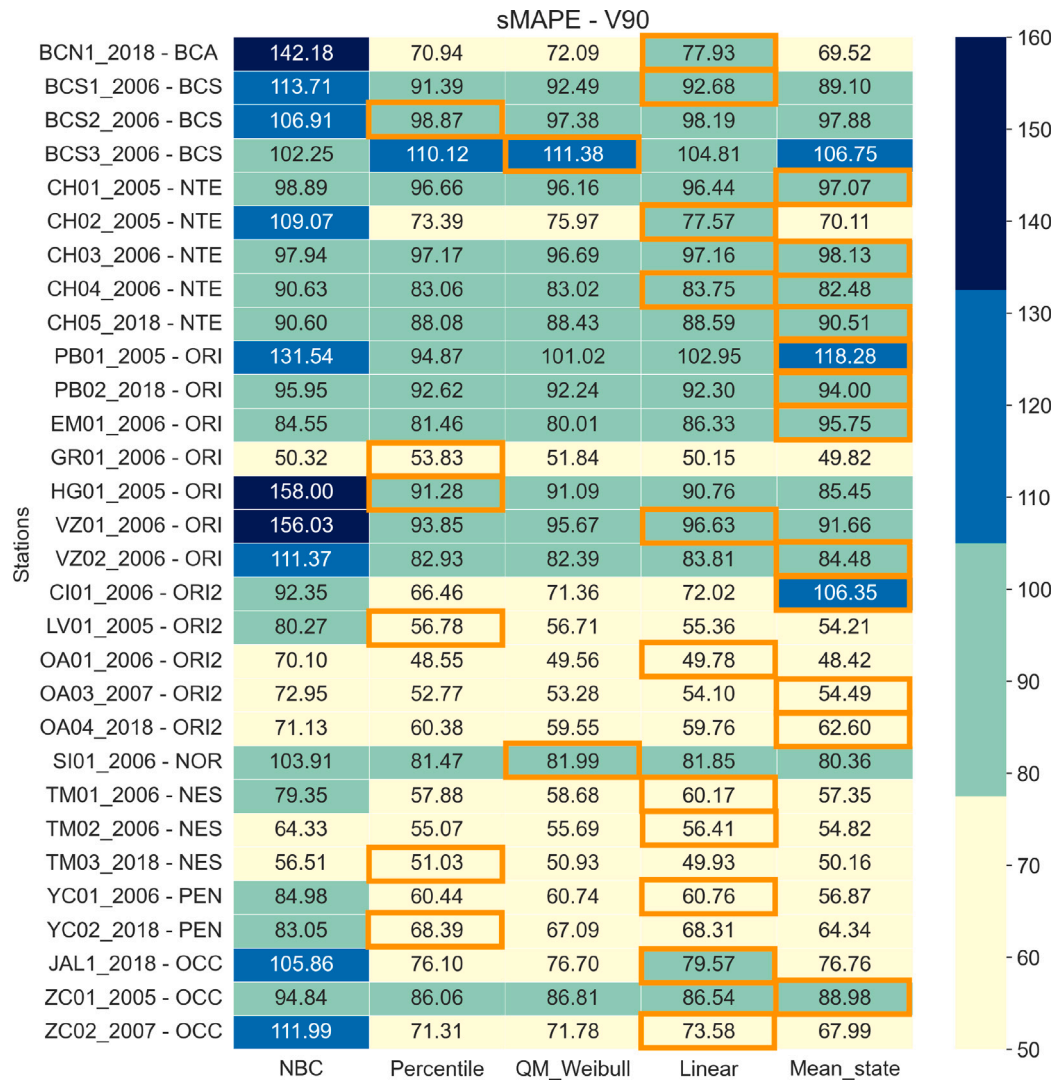 sMAPE - V90
Stations
BCN1_2018 - BCA 142.18 70.94 72.09 77.93 69.52
BCS1_2006 - BCS 113.71 91.39 92.49 92.68 89.10
BCS2_2006 - BCS 106.91 98.87 97.38 98.19 97.88
BCS3_2006 - BCS 102.25 110.12 111.38 104.81 106.75
CH01_2005 - NTE 98.89 96.66 96.16 96.44 97.07
CH02_2005 - NTE 109.07 73.39 75.97 77.57 70.11
CH03_2006 - NTE 97.94 97.17 96.69 97.16 98.13
CH04_2006 - NTE 90.63 83.06 83.02 83.75 82.48
CH05_2018 - NTE 90.60 88.08 88.43 88.59 90.51
PB01_2005 - ORI 131.54 94.87 101.02 102.95 118.28
PB02_2018 - ORI 95.95 92.62 92.24 92.30 94.00
EM01_2006 - ORI 84.55 81.46 80.01 86.33 95.75
GR01_2006 - ORI 50.32 53.83 51.84 50.15 49.82
HG01_2005 - ORI 158.00 91.28 91.09 90.76 85.45
VZ01_2006 - ORI 156.03 93.85 95.67 96.63 91.66
VZ02_2006 - ORI 111.37 82.93 82.39 83.81 84.48
CI01_2006 - ORI2 92.35 66.46 71.36 72.02 106.35
LV01_2005 - ORI2 80.27 56.78 56.71 55.36 54.21
OA01_2006 - ORI2 70.10 48.55 49.56 49.78 48.42
OA03_2007 - ORI2 72.95 52.77 53.28 54.10 54.49
OA04_2018 - ORI2 71.13 60.38 59.55 59.76 62.60
SI01_2006 - NOR 103.91 81.47 81.99 81.85 80.36
TM01_2006 - NES 79.35 57.88 58.68 60.17 57.35
TM02_2006 - NES 64.33 55.07 55.69 56.41 54.82
TM03_2018 - NES 56.51 51.03 50.93 49.93 50.16
YC01_2006 - PEN 84.98 60.44 60.74 60.76 56.87
YC02_2018 - PEN 83.05 68.39 67.09 68.31 64.34
JAL1_2018 - OCC 105.86 76.10 76.70 79.57 76.76
ZC01_2005 - OCC 94.84 86.06 86.81 86.54 88.98
ZC02_2007 - OCC 111.99 71.31 71.78 73.58 67.99
NBC Percentile QM_Weibull Linear Mean_state
160
150
140
130
120
110
100
90
80
70
60
50